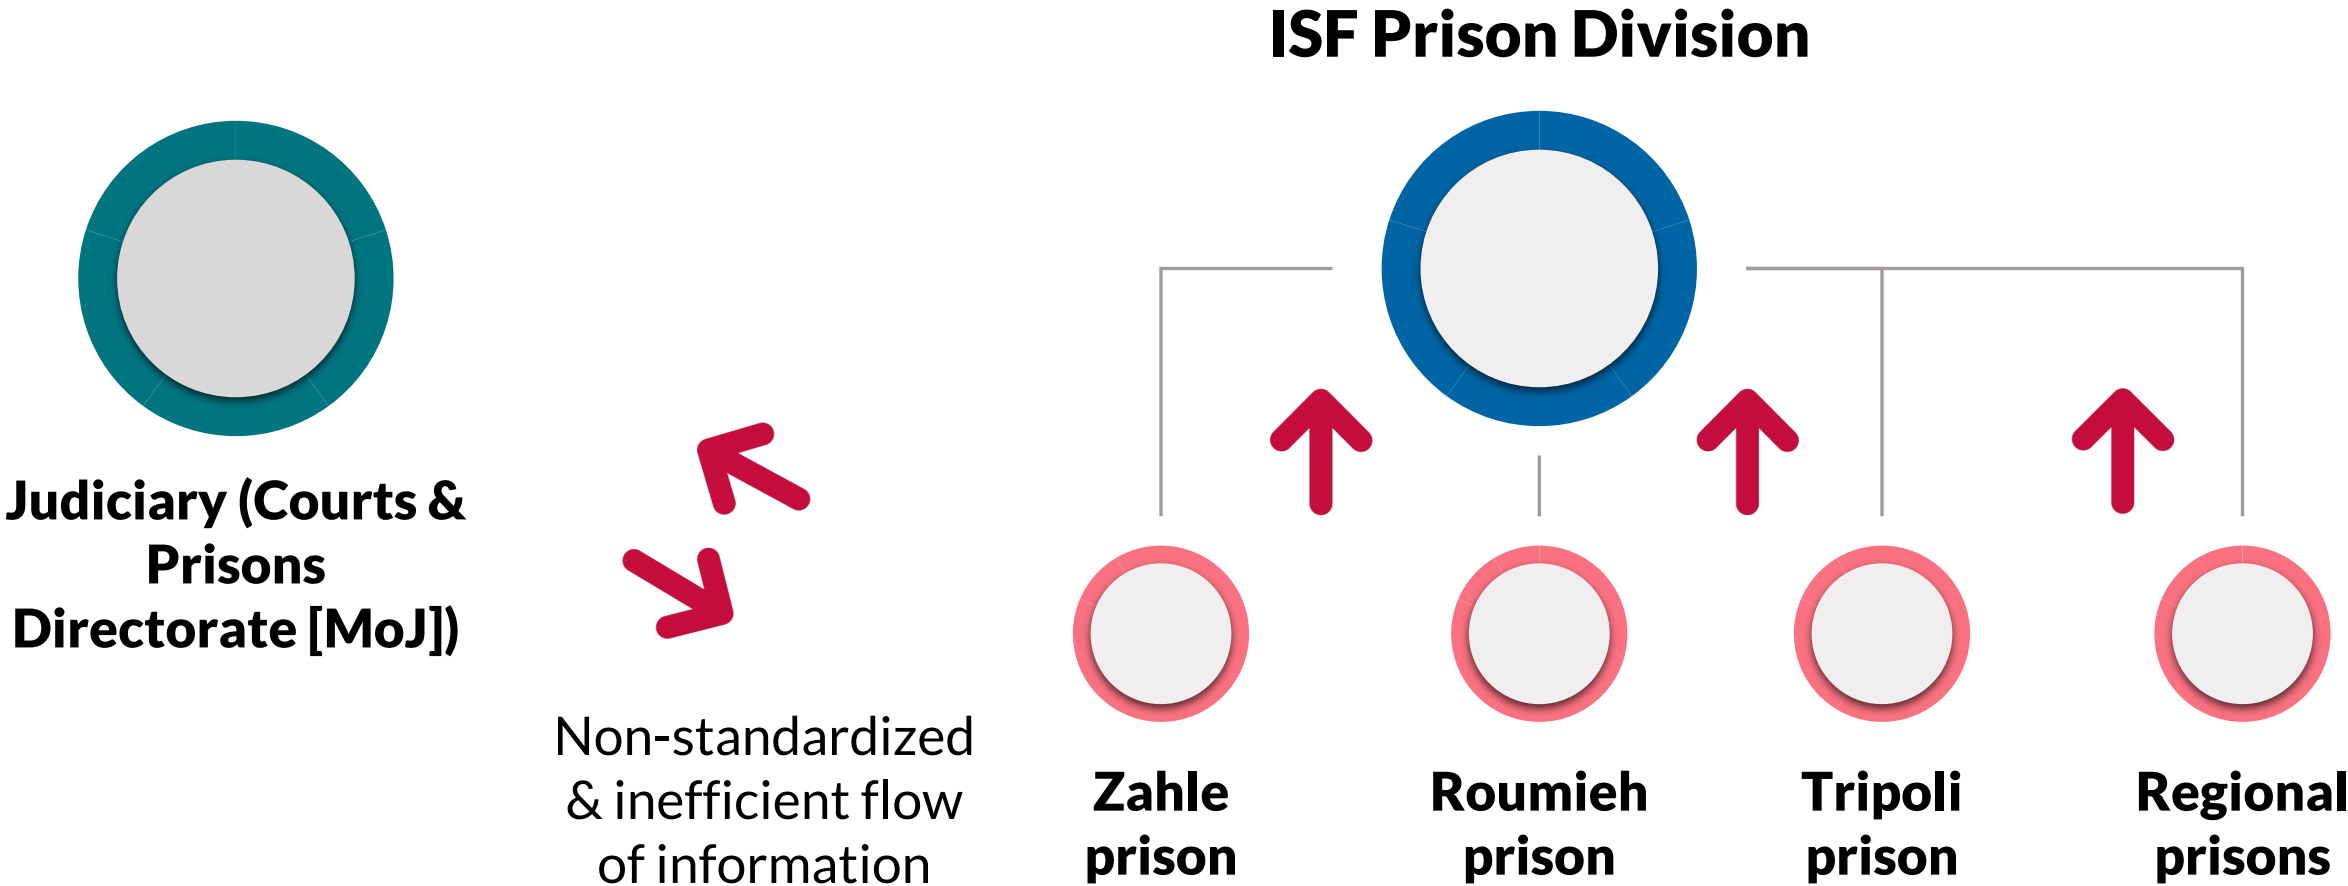 ISF Prison Division
Judiciary (Courts &
Prisons
Directorate [MoJ])
Non-standardized
& inefficient flow
of information
Zahle
prison
Roumieh
prison
Tripoli
prison
Regional
prisons